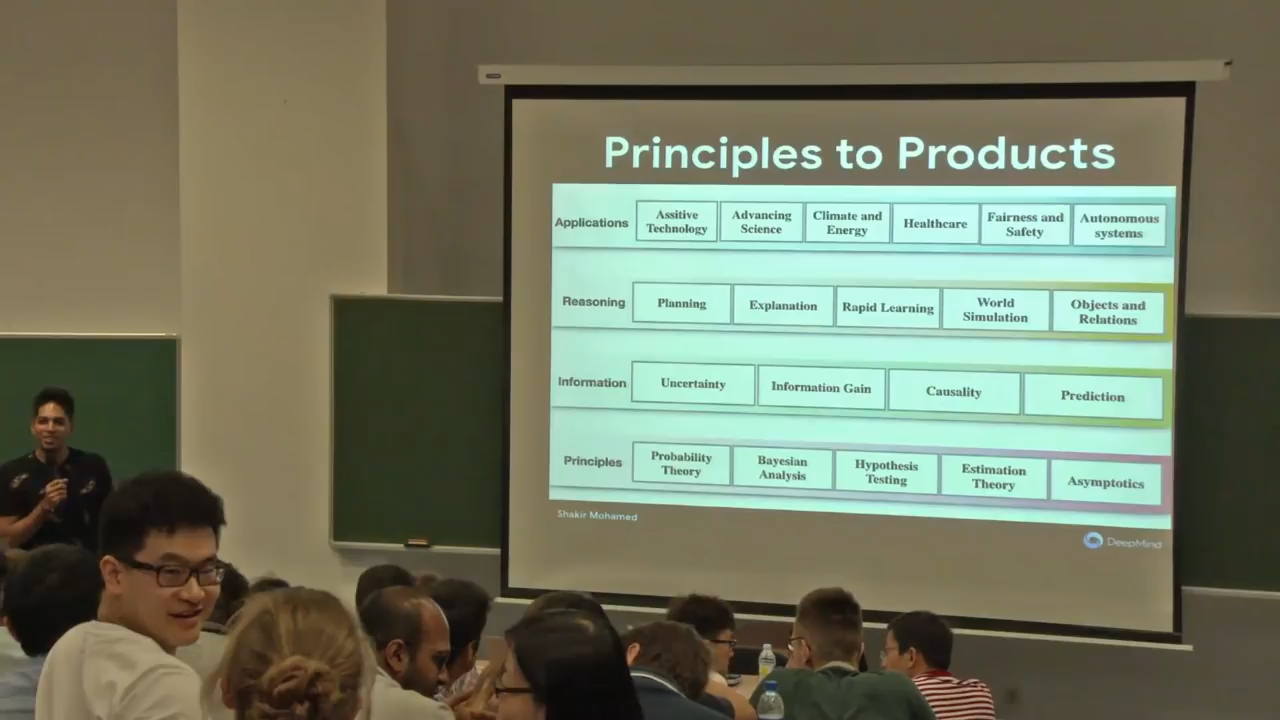 Principles to Products
Applications
Assitive
Technology
Advancing
Science
Climate and
Energy
Healthcare
Fairness and
Safety
Autonomous
systems
Reasoning
Planning
Explanation
Rapid Learning
World
Simulation
Objects and
Relations
Information
Uncertainty
Information Gain
Causality
Prediction
Principles
Probability
Theory
Bayesian
Analysis
Hypothesis
Testing
Estimation
Theory
Asymptotics
Shakir Mohamed
DeepMind